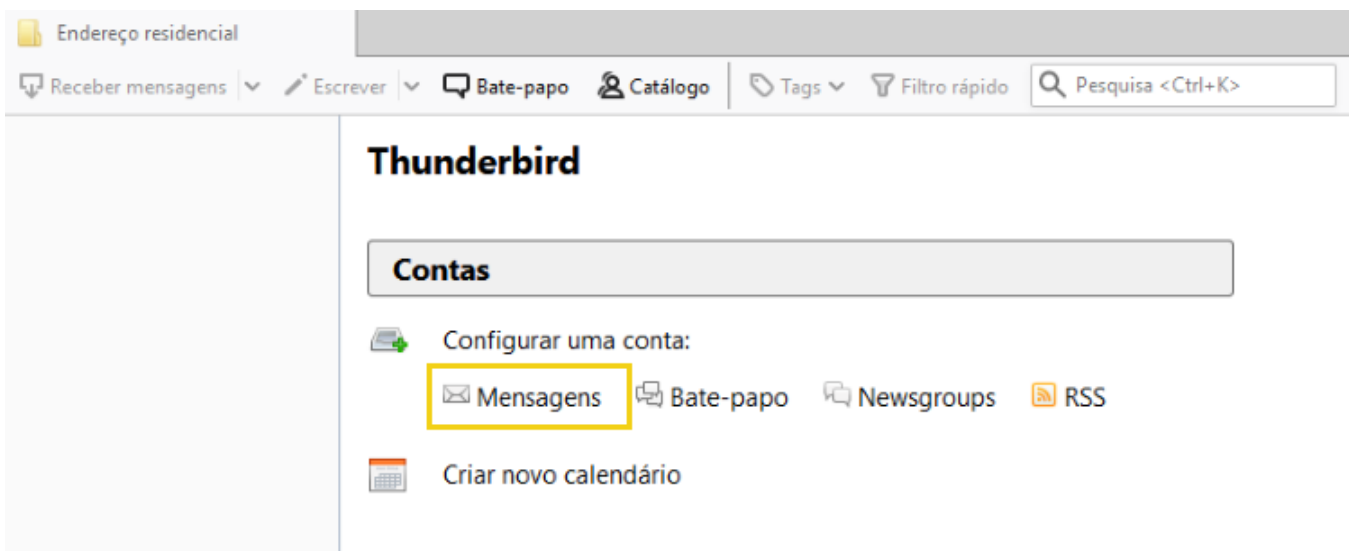 Endereço residencial
Receber mensagens Escrever Bate-papo Catálogo Tags Filtro rápido Pesquisa <Ctrl+K>
Thunderbird
Contas
Configurar uma conta:
Mensagens Bate-papo Newsgroups RSS
Criar novo calendário